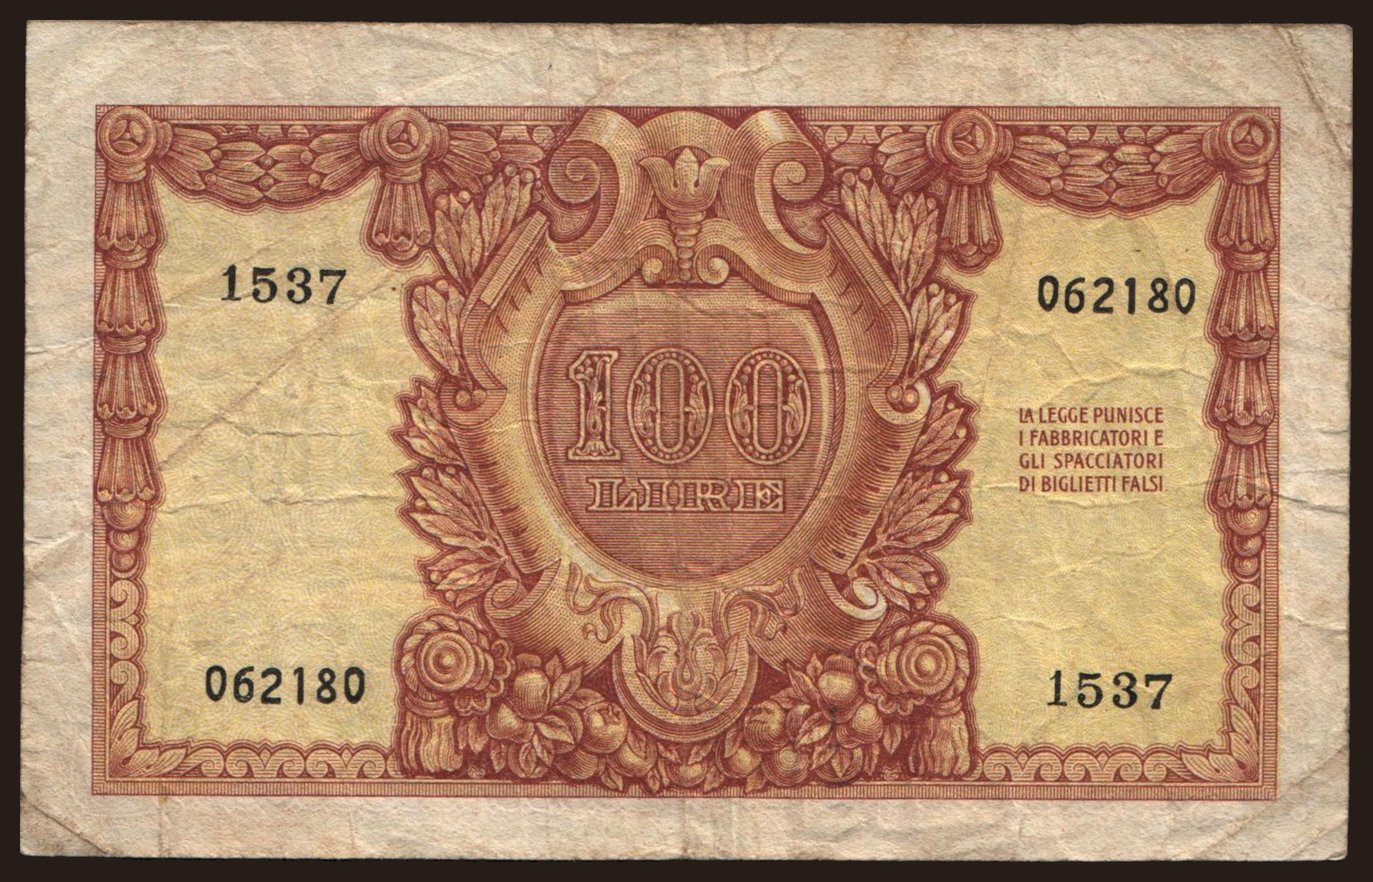 1537
062180
100
LIRE
LA LEGGE PUNISCE
I FABBRICATORI E
GLI SPACCIATORI
DI BIGLIETTI FALSI
062180
1537